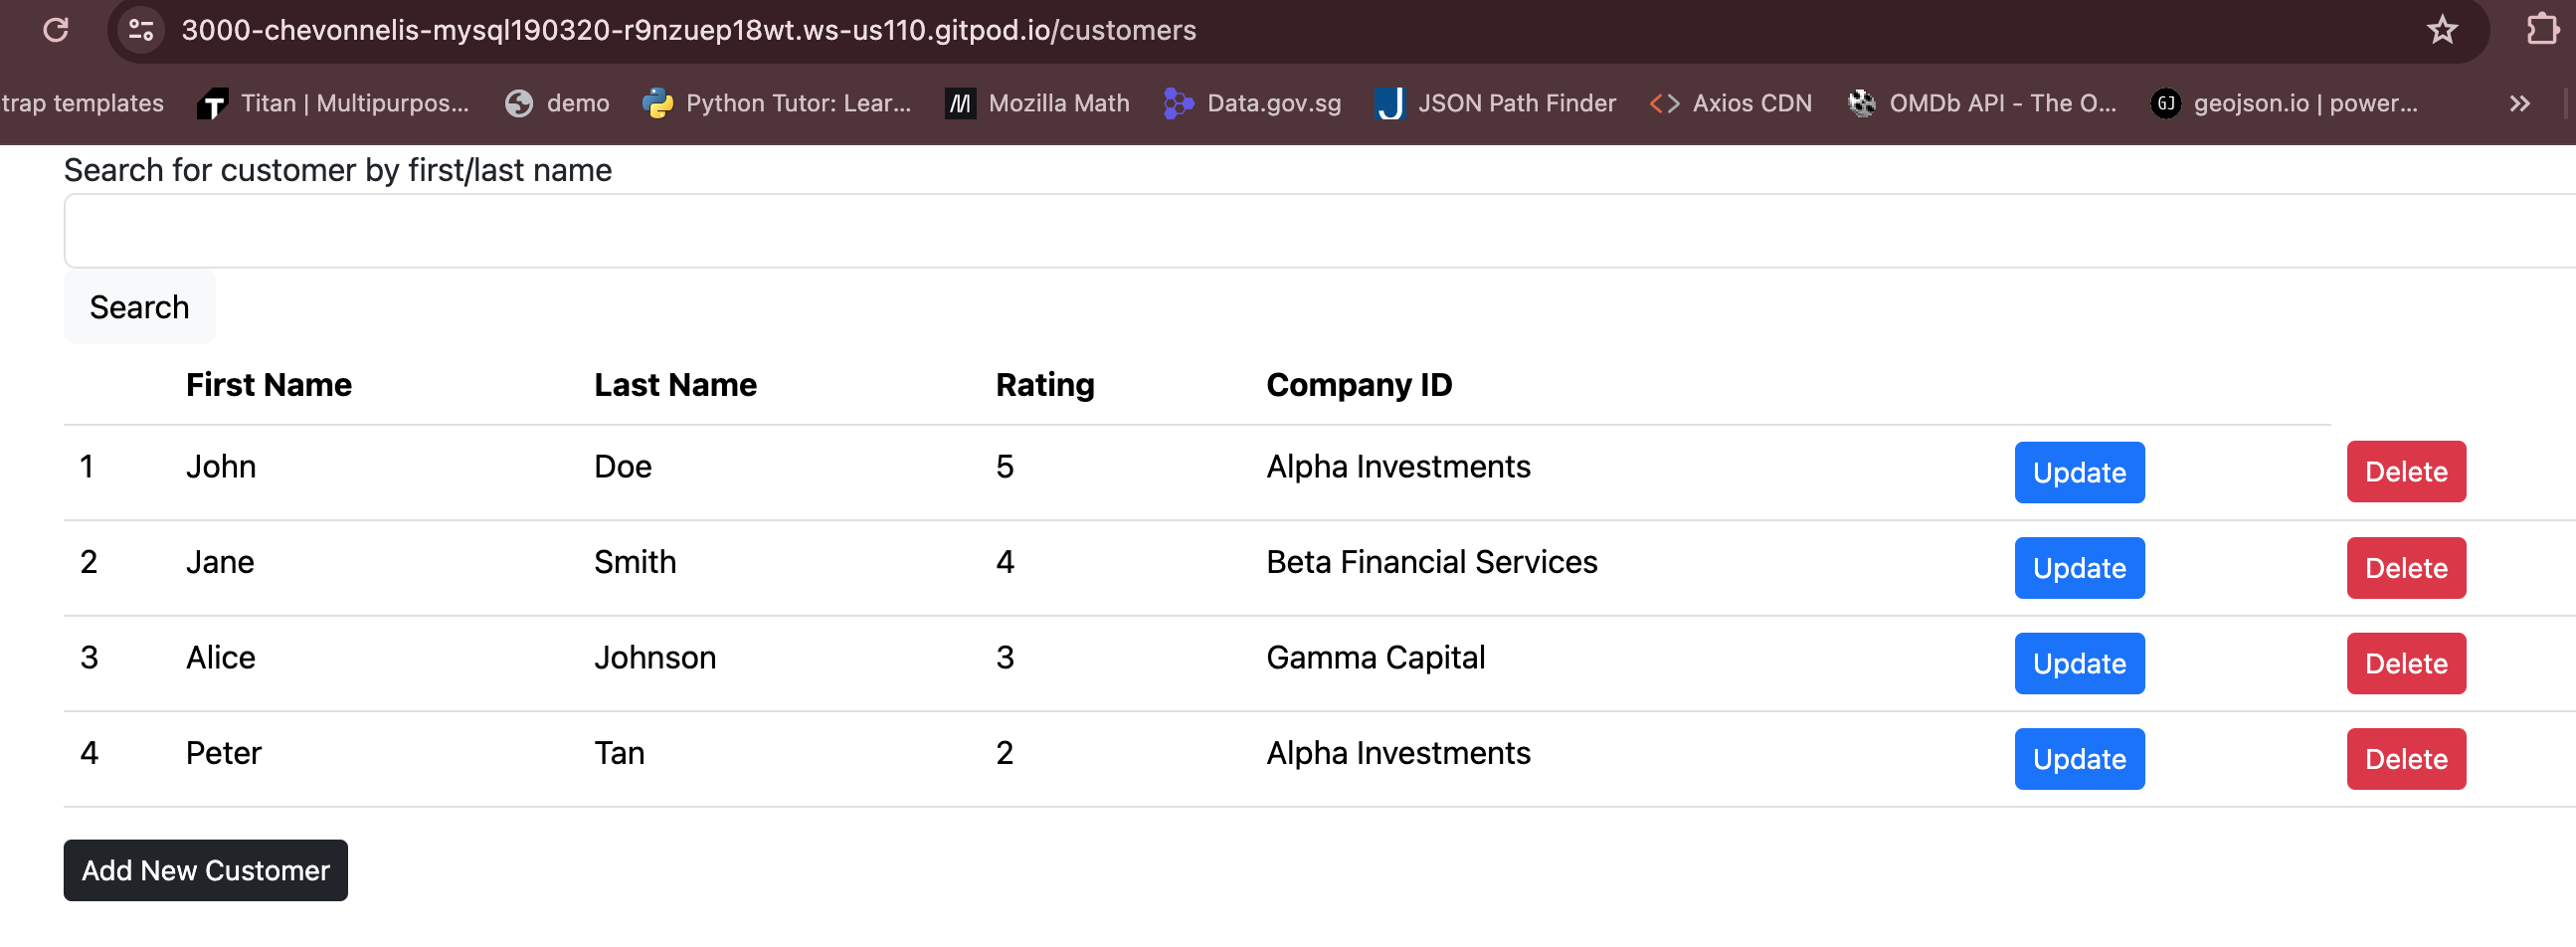 3000-chevonnelis-mysql190320-r9nzuep18wt.ws-us110.gitpod.io/customers
trap templates Titan | Multipurpos... demo Python Tutor: Lear... Mozilla Math Data.gov.sg JSON Path Finder Axios CDN OMDb API - The O... geojson.io | power... »
Search for customer by first/last name
Search
First Name Last Name Rating Company ID
1 John Doe 5 Alpha Investments Update Delete
2 Jane Smith 4 Beta Financial Services Update Delete
3 Alice Johnson 3 Gamma Capital Update Delete
4 Peter Tan 2 Alpha Investments Update Delete
Add New Customer